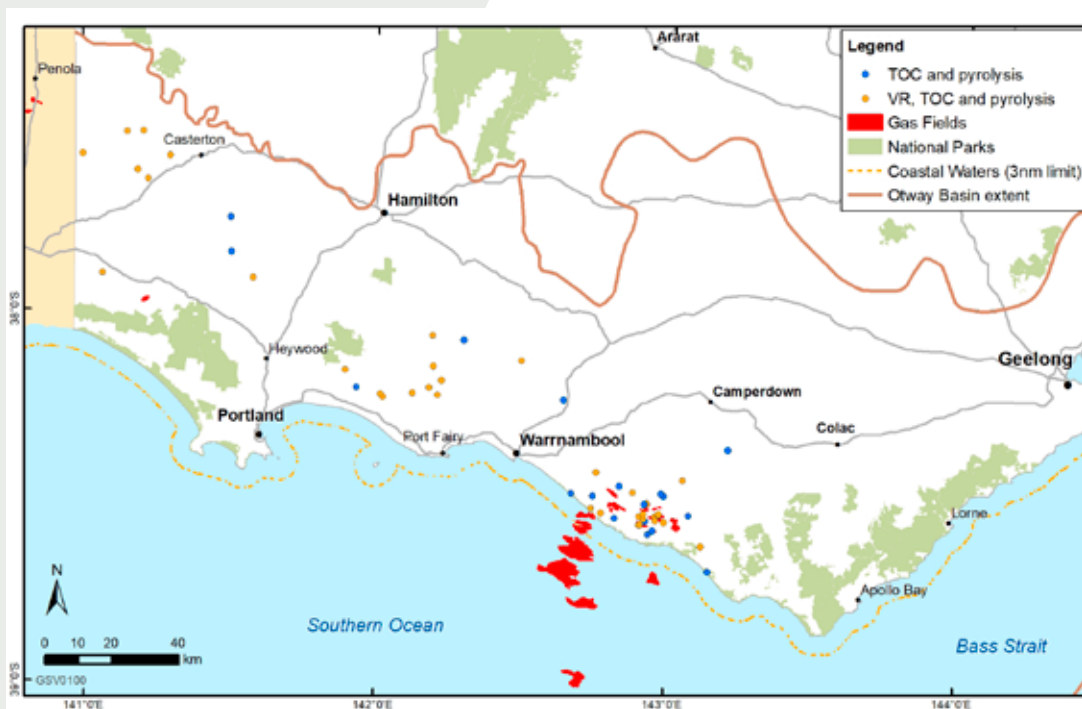 Ararat
Legend
TOC and pyrolysis
VR, TOC and pyrolysis
Gas Fields
National Parks
Coastal Waters (3nm limit)
Otway Basin extent
Penola
Casterton
Hamilton
38°0'S
Heywood
Geelong
Camperdown
Portland
Colac
Port Fairy
Warrnambool
Lorne
N
Apollo Bay
Southern Ocean
Bass Strait
0 10 20 40
km
GSV0100
39°0'S
141°0'E
142°0'E
143°0'E
144°0'E